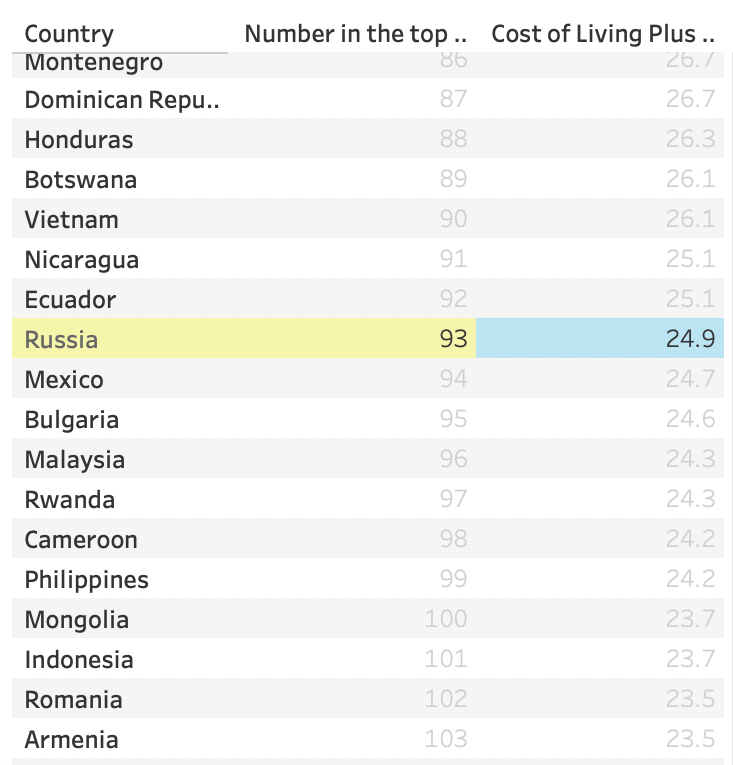 Country Number in the top .. Cost of Living Plus ..
Montenegro 86 26.7
Dominican Repu.. 87 26.7
Honduras 88 26.3
Botswana 89 26.1
Vietnam 90 26.1
Nicaragua 91 25.1
Ecuador 92 25.1
Russia 93 24.9
Mexico 94 24.7
Bulgaria 95 24.6
Malaysia 96 24.3
Rwanda 97 24.3
Cameroon 98 24.2
Philippines 99 24.2
Mongolia 100 23.7
Indonesia 101 23.7
Romania 102 23.5
Armenia 103 23.5